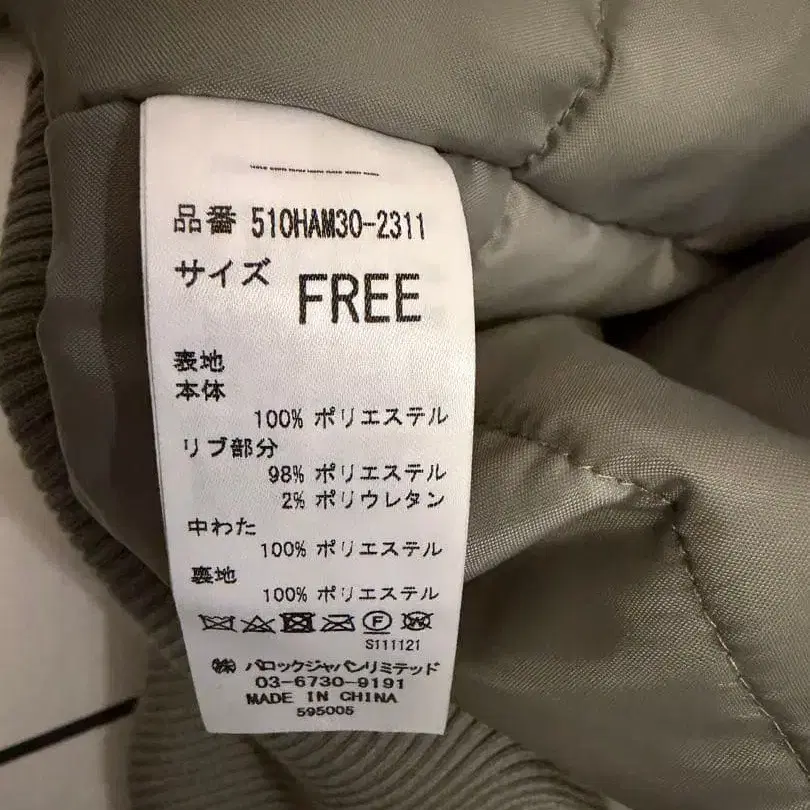 品番 510HAM30-2311
サイズ FREE
表地
本体
100% ポリエステル
リブ部分
98% ポリエステル
2% ポリウレタン
中わた
100% ポリエステル
裏地
100% ポリエステル
F W
S111121
㈱ バロックジャパンリミテッド
03-6730-9191
MADE IN CHINA
595005